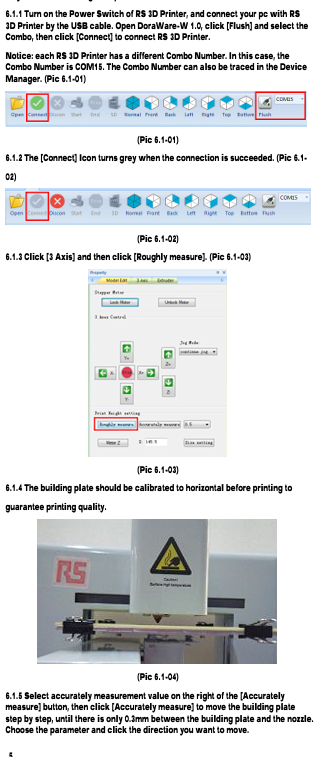 6.1.1 Turn on the Power Switch of RS 3D Printer, and connect your pc with RS
3D Printer by the USB cable. Open DoraWare-W 1.0, click [Flush] and select the
Combo, then click [Connect] to connect RS 3D Printer.
Notice: each RS 3D Printer has a different Combo Number. In this case, the
Combo Number is COM15. The Combo Number can also be traced in the Device
Manager. (Pic 6.1-01)
COM15
Open Connect Discon Start End SD Normal Front Back Left Right Top Bottom Flush
(Pic 6.1-01)
6.1.2 The [Connect] Icon turns grey when the connection is succeeded. (Pic 6.1-
02)
COM15
Open Connect Discon Start End SD Normal Front Back Left Right Top Bottom Flush
(Pic 6.1-02)
6.1.3 Click [3 Axis] and then click [Roughly measure]. (Pic 6.1-03)
Property
Model Edit 3 Axis Extruder
Stepper Motor
Lock Motor Unlock Motor
3 Axes Control
Jog Mode:
continue jog
Print Height setting
Roughly measure Accurately measure 0.5
Meter Z Z: 145.5 Size setting
(Pic 6.1-03)
6.1.4 The building plate should be calibrated to horizontal before printing to
guarantee printing quality.
RS
Caution!
Surface high temperature
(Pic 6.1-04)
6.1.5 Select accurately measurement value on the right of the [Accurately
measure] button, then click [Accurately measure] to move the building plate
step by step, until there is only 0.3mm between the building plate and the nozzle.
Choose the parameter and click the direction you want to move.